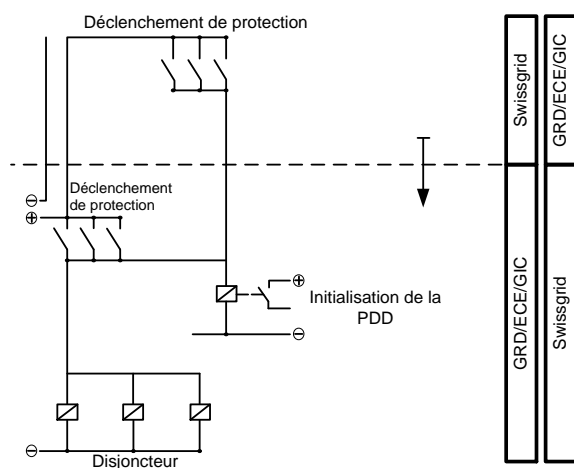 Déclenchement de protection
Swissgrid
GRD/ECE/GIC
Déclenchement
de protection
Initialisation de la
PDD
GRD/ECE/GIC
Swissgrid
Disjoncteur